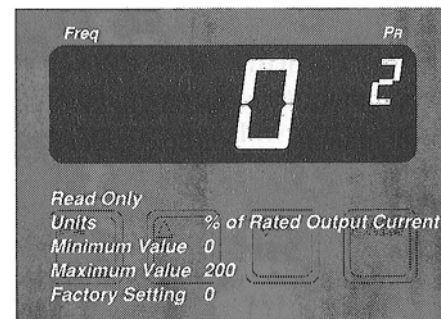 Freq PR
0 2
Read Only
Units % of Rated Output Current
Minimum Value 0
Maximum Value 200
Factory Setting 0